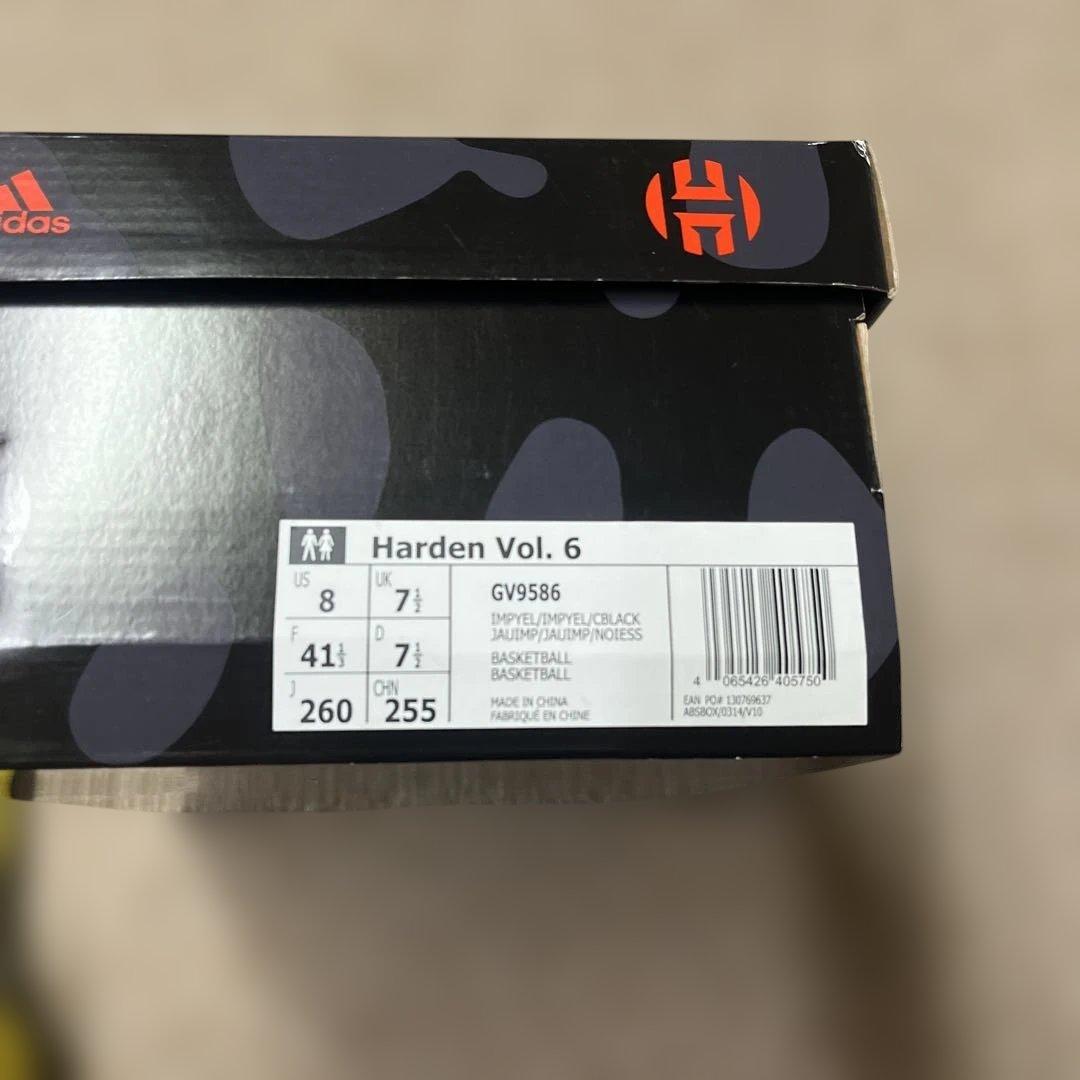 adidas
Harden Vol. 6
US 8
UK 7½
F 41⅓
D 7½
J 260
CHN 255
GV9586
IMPYEL/IMPYEL/CBLACK
JAUIMP/JAUIMP/NOIESS
BASKETBALL
BASKETBALL
MADE IN CHINA
FABRIQUÉ EN CHINE
4 065426 405750
EAN PO# 130769637
ABSBOX/0314/V10